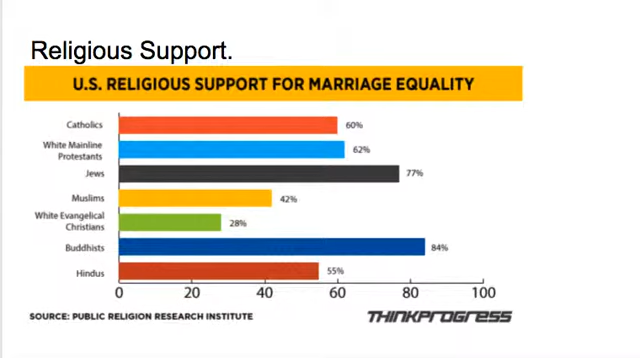 Religious Support.
U.S. RELIGIOUS SUPPORT FOR MARRIAGE EQUALITY
Catholics
60%
White Mainline
Protestants
62%
Jews
77%
Muslims
42%
White Evangelical
Christians
28%
Buddhists
84%
Hindus
55%
0 20 40 60 80 100
SOURCE: PUBLIC RELIGION RESEARCH INSTITUTE
THINKPROGRESS